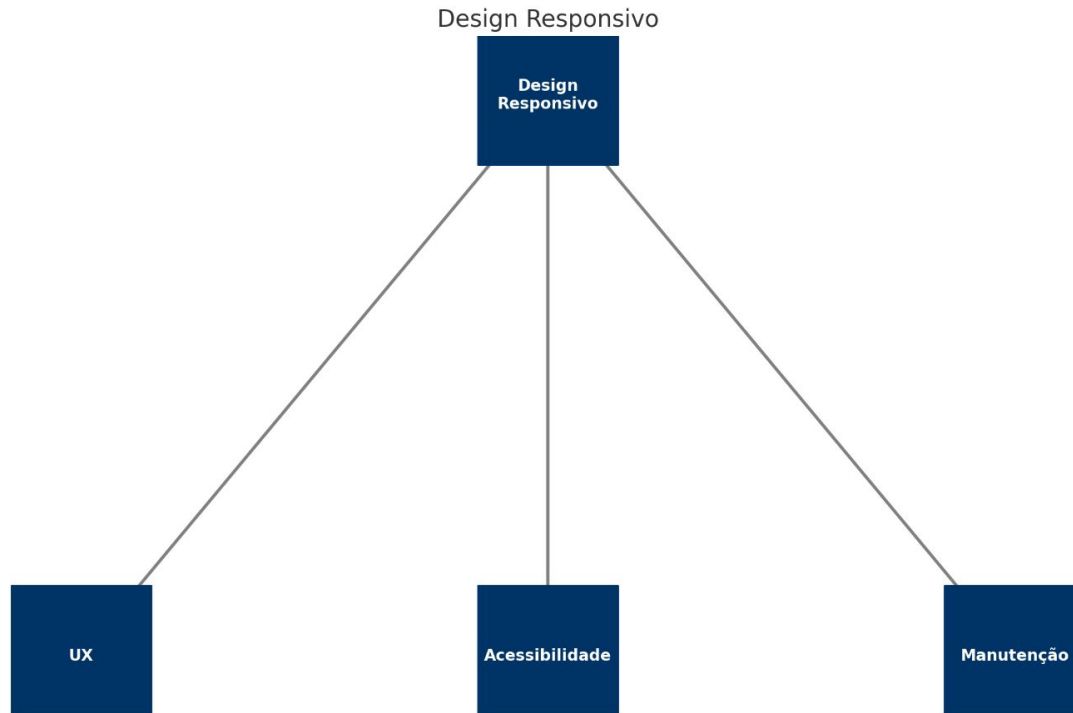 Design Responsivo
Design
Responsivo
UX
Acessibilidade
Manutenção